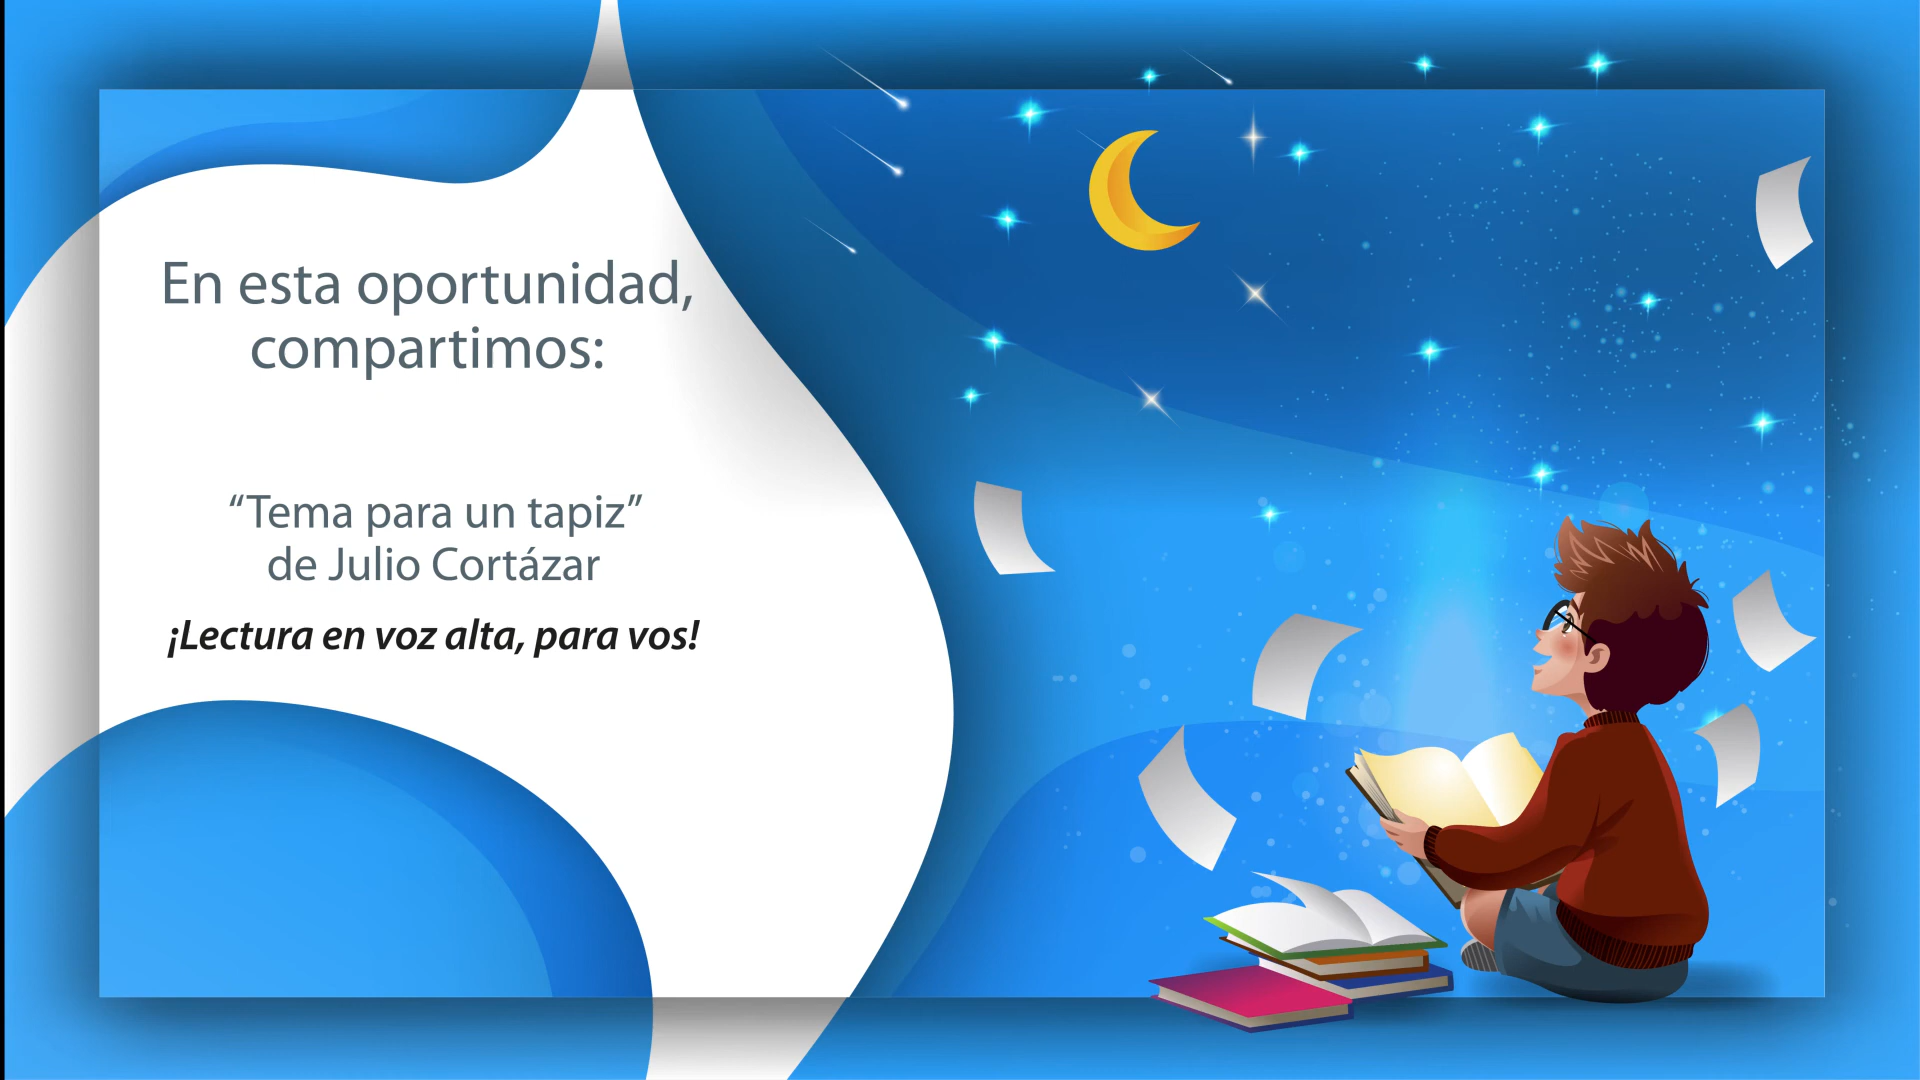 En esta oportunidad,
compartimos:
“Tema para un tapiz”
de Julio Cortázar
¡Lectura en voz alta, para vos!